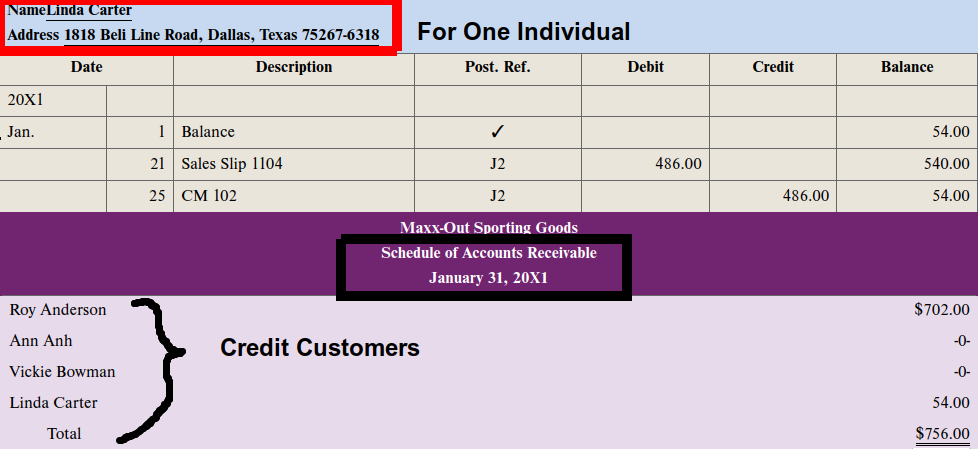 NameLinda Carter
Address 1818 Beli Line Road, Dallas, Texas 75267-6318 For One Individual
Date Description Post. Ref. Debit Credit Balance
20X1
Jan. 1 Balance ✓ 54.00
21 Sales Slip 1104 J2 486.00 540.00
25 CM 102 J2 486.00 54.00
Maxx-Out Sporting Goods
Schedule of Accounts Receivable
January 31, 20X1
Roy Anderson $702.00
Ann Anh -0-
Credit Customers
Vickie Bowman -0-
Linda Carter 54.00
Total $756.00